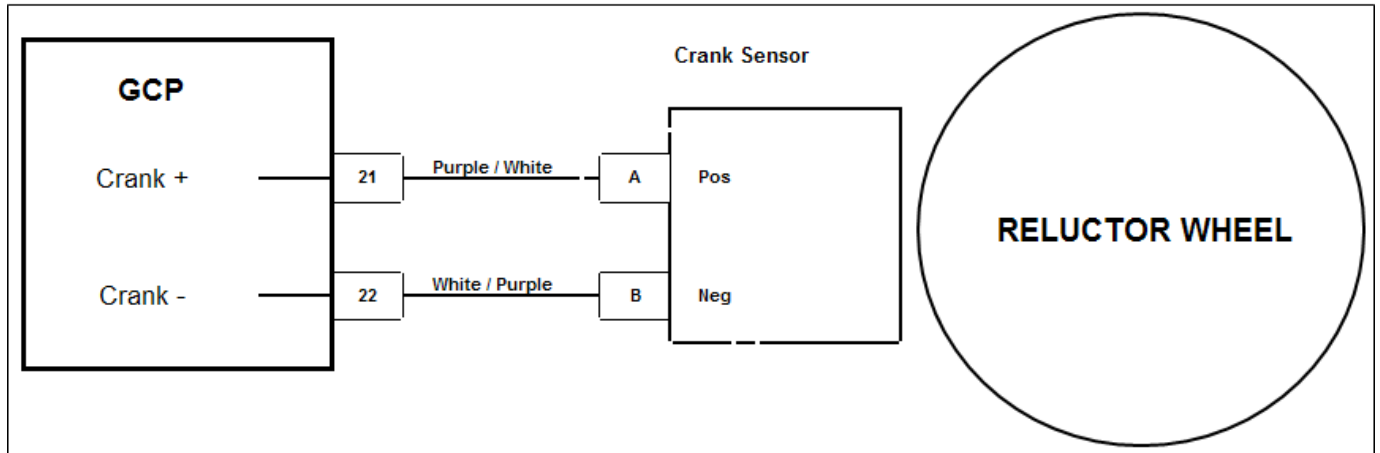 Crank Sensor
GCP
Crank +
21
Purple / White
A
Pos
RELUCTOR WHEEL
Crank -
22
White / Purple
B
Neg